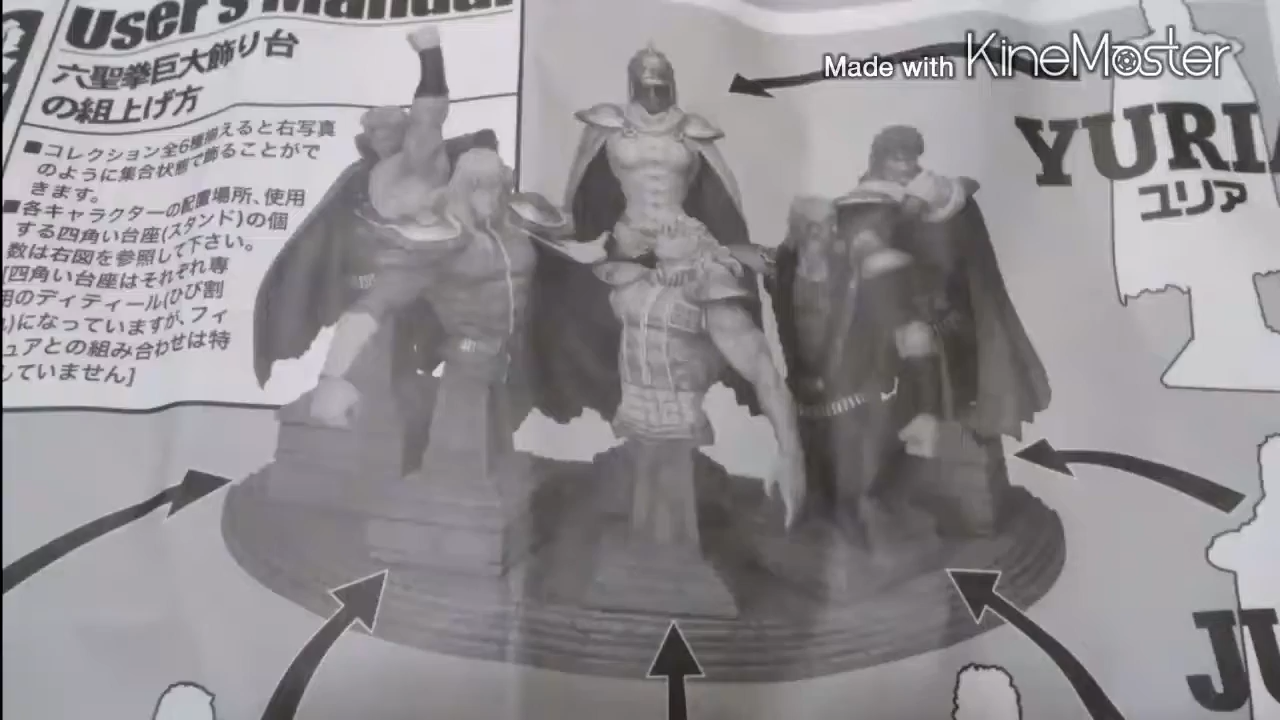 User's Manual
六聖拳巨大飾り台
の組上げ方
■コレクション全6種揃えると右写真
のように集合状態で飾ることがで
きます。
■各キャラクターの配置場所、使用
する四角い台座(スタンド)の個
数は右図を参照して下さい。
[四角い台座はそれぞれ専
用のディティール(ひび割
れ)になっていますが、フィ
ュアとの組み合わせは特
していません]
Made with KINEMASTER
YURIA
ユリア
JU